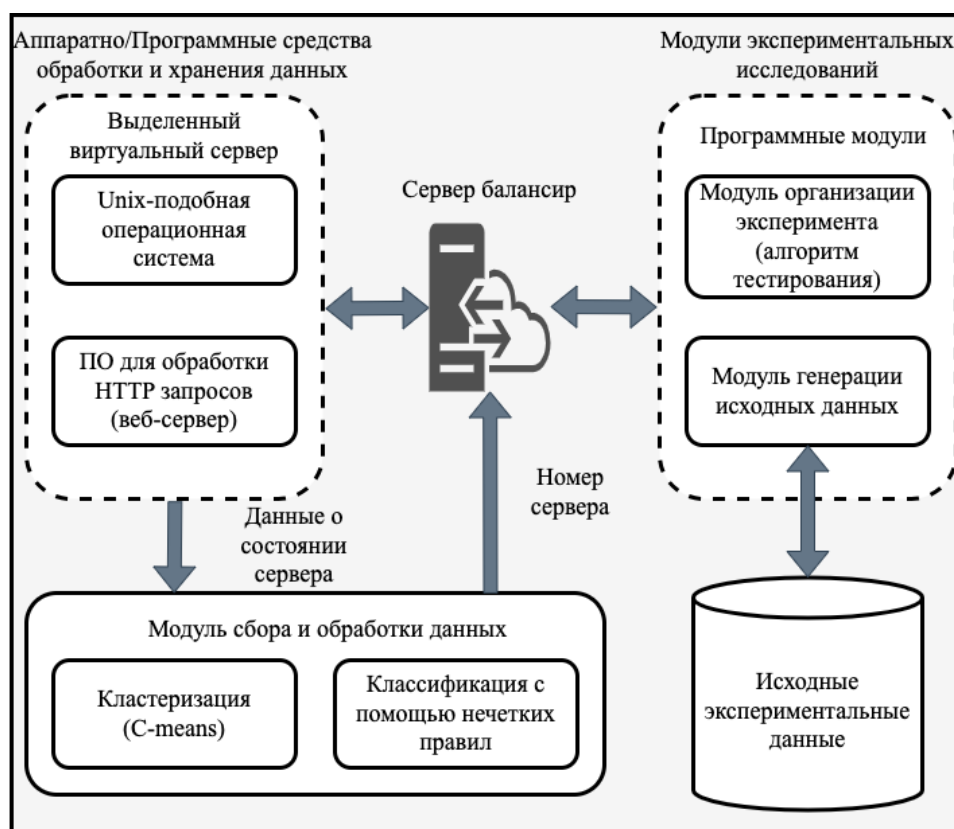 Аппаратно/Программные средства
обработки и хранения данных
Выделенный
виртуальный сервер
Unix-подобная
операционная
система
ПО для обработки
HTTP запросов
(веб-сервер)
Сервер балансир
Модули экспериментальных
исследований
Программные модули
Модуль организации
эксперимента
(алгоритм
тестирования)
Модуль генерации
исходных данных
Данные о
состоянии
сервера
Номер
сервера
Модуль сбора и обработки данных
Кластеризация
(C-means)
Классификация с
помощью нечетких
правил
Исходные
экспериментальные
данные